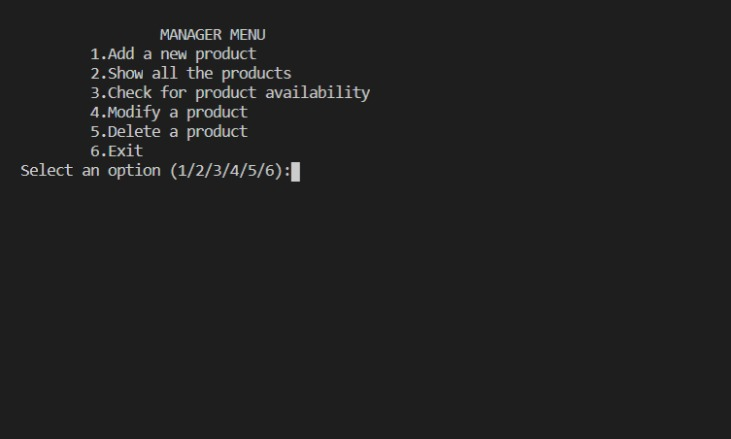 MANAGER MENU
1.Add a new product
2.Show all the products
3.Check for product availability
4.Modify a product
5.Delete a product
6.Exit
Select an option (1/2/3/4/5/6):